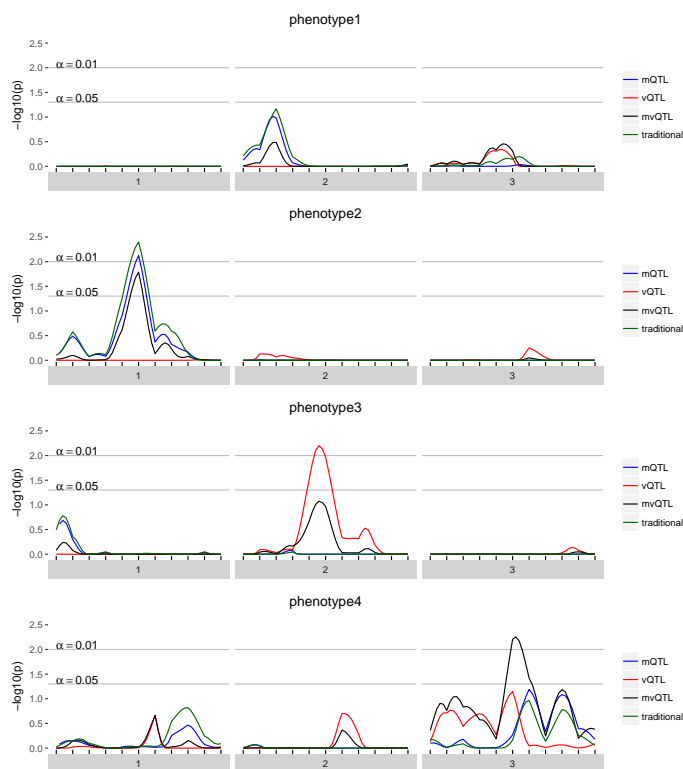 phenotype1
2.5
2.0
1.5
1.0
0.5
0.0
−log10(p)
α = 0.01
α = 0.05
1
2
3
mQTL
vQTL
mvQTL
traditional
phenotype2
2.5
2.0
1.5
1.0
0.5
0.0
−log10(p)
α = 0.01
α = 0.05
1
2
3
mQTL
vQTL
mvQTL
traditional
phenotype3
2.5
2.0
1.5
1.0
0.5
0.0
−log10(p)
α = 0.01
α = 0.05
1
2
3
mQTL
vQTL
mvQTL
traditional
phenotype4
2.5
2.0
1.5
1.0
0.5
0.0
−log10(p)
α = 0.01
α = 0.05
1
2
3
mQTL
vQTL
mvQTL
traditional